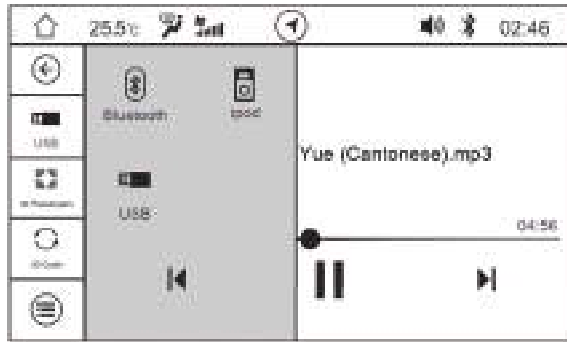 25.5℃
02:46
Bluetooth
ipod
USB
Yue (Cantonese).mp3
USB
04:56